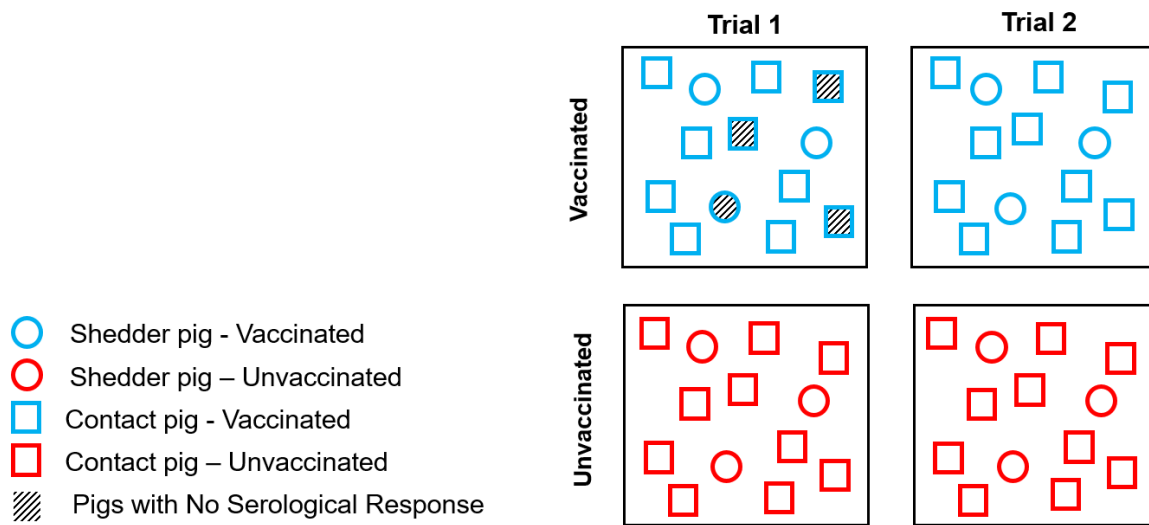 Trial 1
Trial 2
Vaccinated
Unvaccinated
Shedder pig - Vaccinated
Shedder pig – Unvaccinated
Contact pig - Vaccinated
Contact pig – Unvaccinated
Pigs with No Serological Response